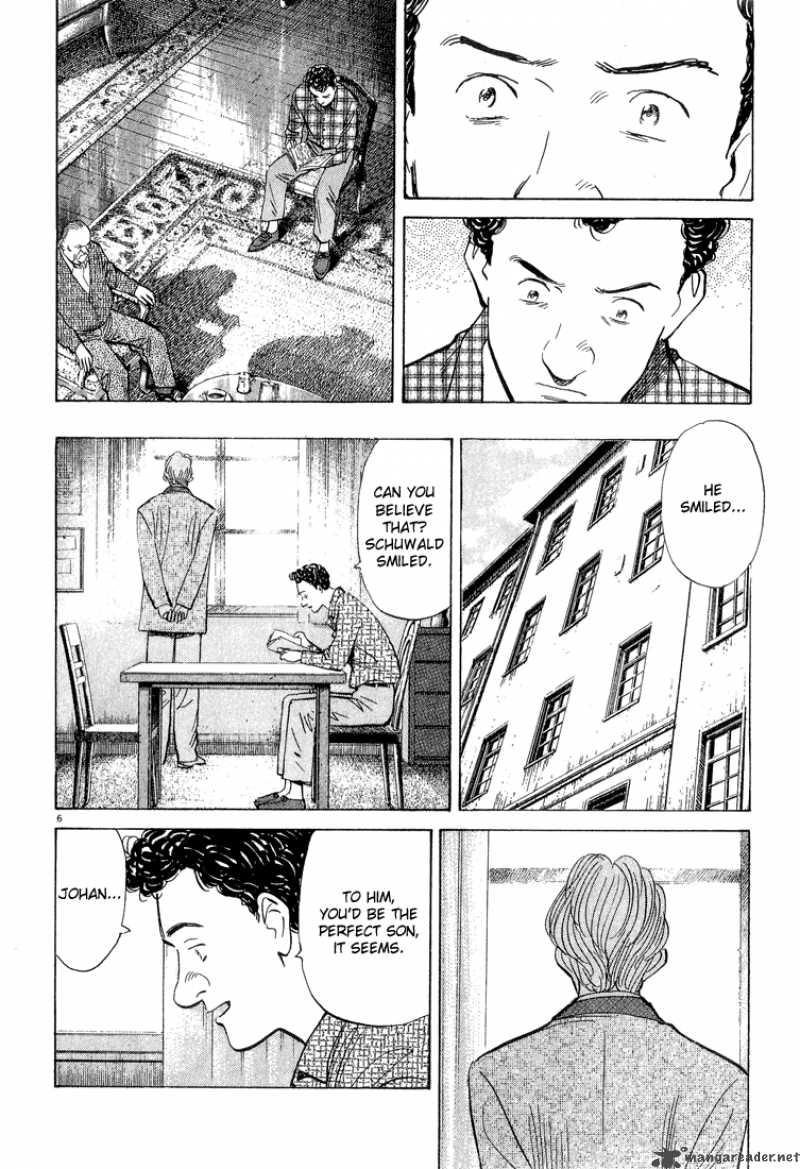 HE
SMILED...
CAN YOU
BELIEVE
THAT?
SCHUWALD
SMILED.
6
TO HIM,
YOU'D BE THE
PERFECT SON,
IT SEEMS.
JOHAN...
mangareader.net